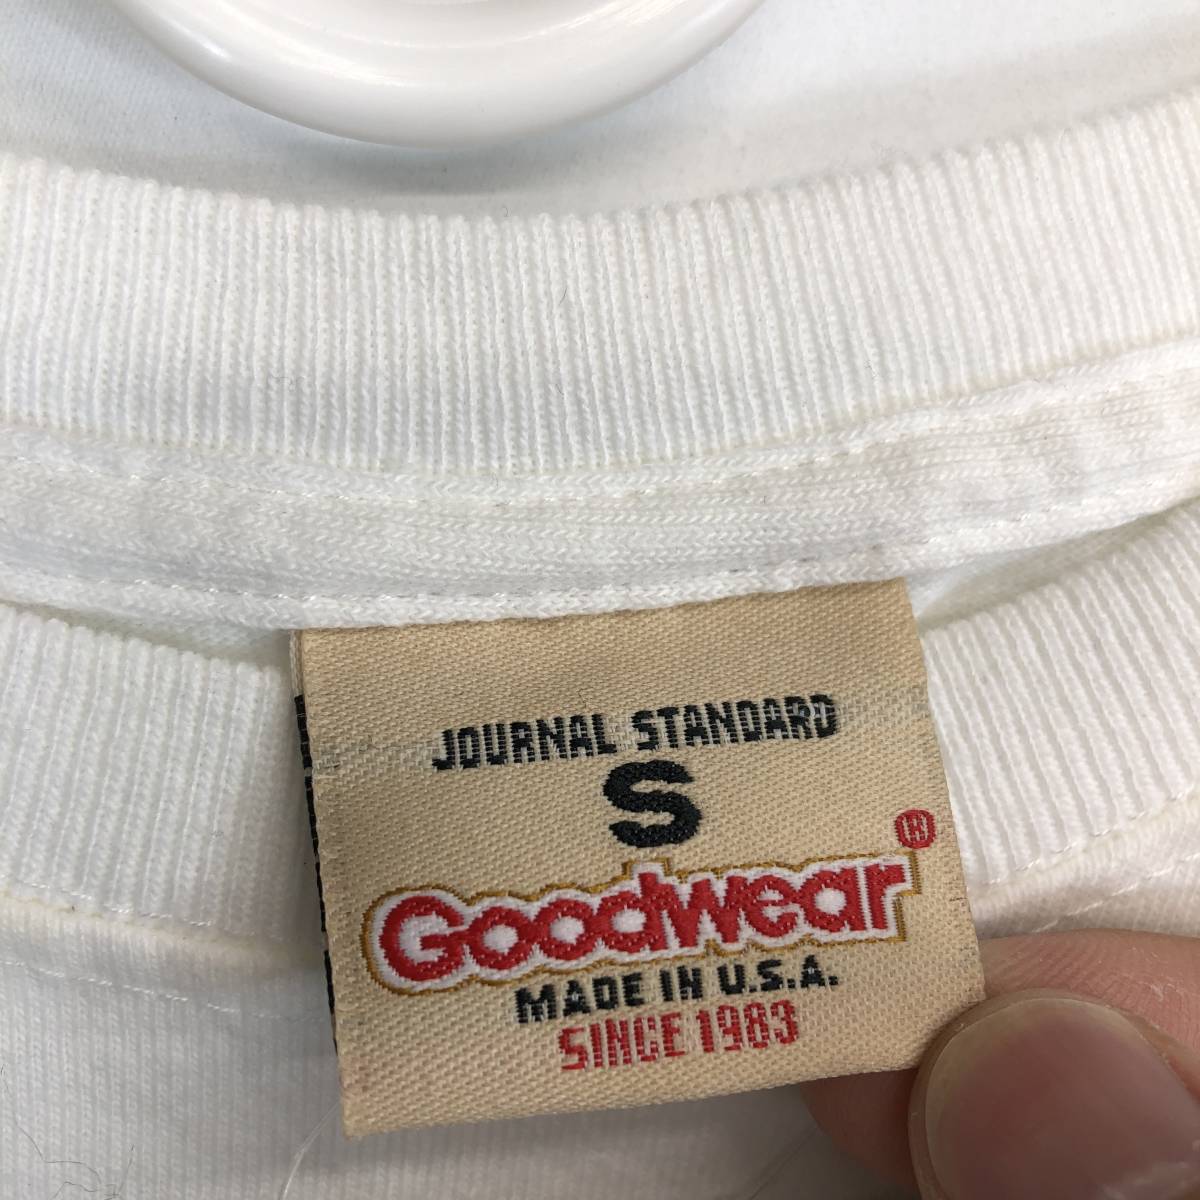 JOURNAL STANDARD
S
Goodwear®
MADE IN U.S.A.
SINCE 1983